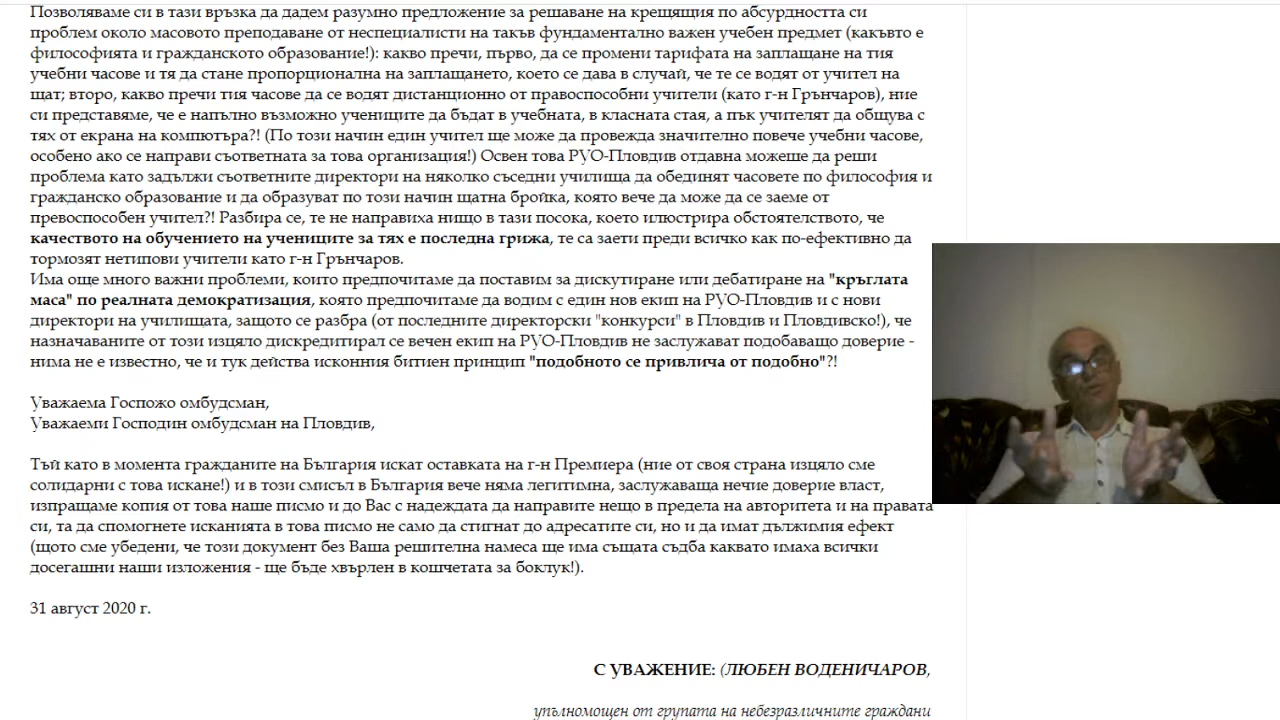 Позволяваме си в тази връзка да дадем разумно предложение за решаване на крещящия по абсурдността си
проблем около масовото преподаване от неспециалисти на такъв фундаментално важен учебен предмет (какъвто е
философията и гражданското образование!): какво пречи, първо, да се промени тарифата на заплащане на тия
учебни часове и тя да стане пропорционална на заплащането, което се дава в случай, че те се водят от учител на
щат; второ, какво пречи тия часове да се водят дистанционно от правоспособни учители (като г-н Грънчаров), ние
си представяме, че е напълно възможно учениците да бъдат в учебната, в класната стая, а пък учителят да общува с
тях от екрана на компютъра?! (По този начин един учител ще може да провежда значително повече учебни часове,
особено ако се направи съответната за това организация!) Освен това РУО-Пловдив отдавна можеше да реши
проблема като задължи съответните директори на няколко съседни училища да обединят часовете по философия и
гражданско образование и да образуват по този начин щатна бройка, която вече да може да се заеме от
превоспособен учител?! Разбира се, те не направиха нищо в тази посока, което илюстрира обстоятелството, че
качеството на обучението на учениците за тях е последна грижа, те са заети преди всичко как по-ефективно да
тормозят нетипови учители като г-н Грънчаров.
Има още много важни проблеми, които предпочитаме да поставим за дискутиране или дебатиране на "кръглата
маса" по реалната демократизация, която предпочитаме да водим с един нов екип на РУО-Пловдив и с нови
директори на училищата, защото се разбра (от последните директорски "конкурси" в Пловдив и Пловдивско!), че
назначаваните от този изцяло дискредитирал се вечен екип на РУО-Пловдив не заслужават подобаващо доверие -
нима не е известно, че и тук действа исконния битиен принцип "подобното се привлича от подобно"?!
Уважаема Госпожо омбудсман,
Уважаеми Господин омбудсман на Пловдив,
Тъй като в момента гражданите на България искат оставката на г-н Премиера (ние от своя страна изцяло сме
солидарни с това искане!) и в този смисъл в България вече няма легитимна, заслужаваща нечие доверие власт,
изпращаме копия от това наше писмо и до Вас с надеждата да направите нещо в предела на авторитета и на правата
си, та да спомогнете исканията в това писмо не само да стигнат до адресатите си, но и да имат дължимия ефект
(щото сме убедени, че този документ без Ваша решителна намеса ще има същата съдба каквато имаха всички
досегашни наши изложения - ще бъде хвърлен в кошчетата за боклук!).
31 август 2020 г.
С УВАЖЕНИЕ: (ЛЮБЕН ВОДЕНИЧАРОВ,
упълномощен от групата на небезразличните граждани